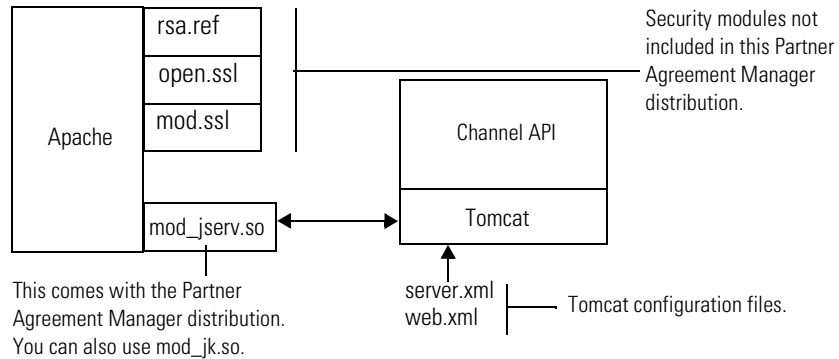 rsa.ref
open.ssl
mod.ssl
Apache
mod_jserv.so
Security modules not
included in this Partner
Agreement Manager
distribution.
Channel API
Tomcat
This comes with the Partner
Agreement Manager distribution.
You can also use mod_jk.so.
server.xml
web.xml
Tomcat configuration files.